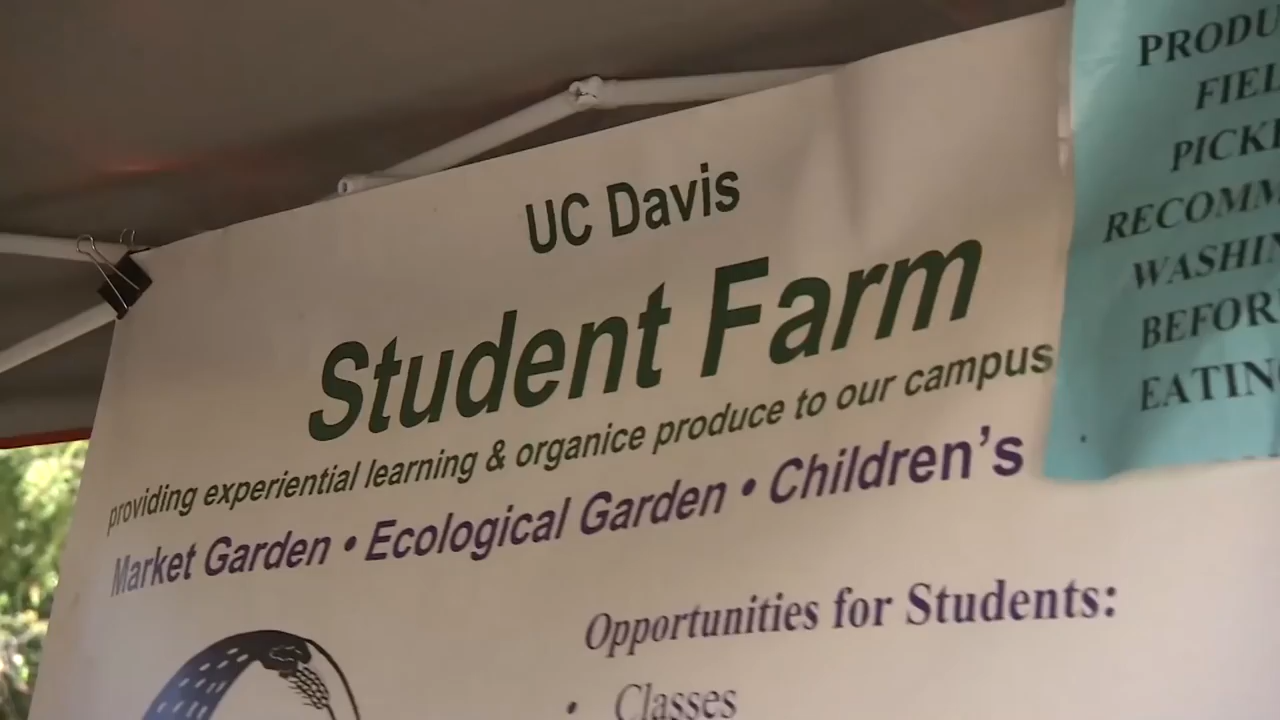 UC Davis
Student Farm
providing experiential learning & organice produce to our campus
Market Garden • Ecological Garden • Children's
Opportunities for Students:
• Classes
PRODU
FIEL
PICK
RECOMM
WASHIN
BEFOR
EATING